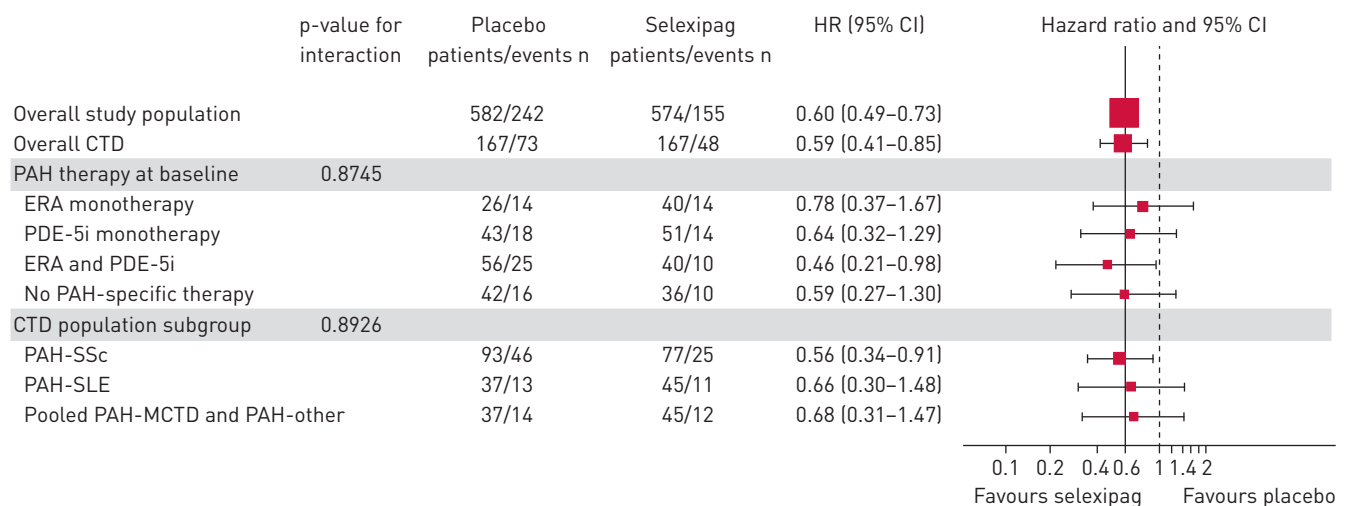 p-value for interaction Placebo patients/events n Selexipag patients/events n HR (95% CI) Hazard ratio and 95% CI
Overall study population 582/242 574/155 0.60 (0.49–0.73)
Overall CTD 167/73 167/48 0.59 (0.41–0.85)
PAH therapy at baseline 0.8745
ERA monotherapy 26/14 40/14 0.78 (0.37–1.67)
PDE-5i monotherapy 43/18 51/14 0.64 (0.32–1.29)
ERA and PDE-5i 56/25 40/10 0.46 (0.21–0.98)
No PAH-specific therapy 42/16 36/10 0.59 (0.27–1.30)
CTD population subgroup 0.8926
PAH-SSc 93/46 77/25 0.56 (0.34–0.91)
PAH-SLE 37/13 45/11 0.66 (0.30–1.48)
Pooled PAH-MCTD and PAH-other 37/14 45/12 0.68 (0.31–1.47)
0.1 0.2 0.4 0.6 1 1.4 2
Favours selexipag Favours placebo